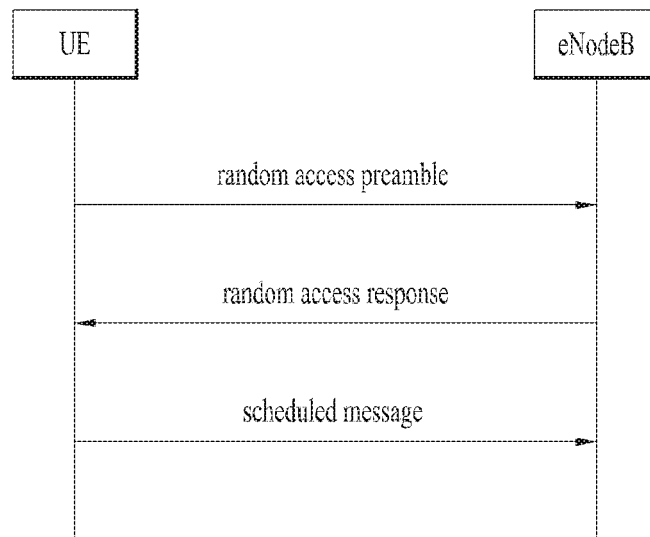 UE
eNodeB
random access preamble
random access response
scheduled message